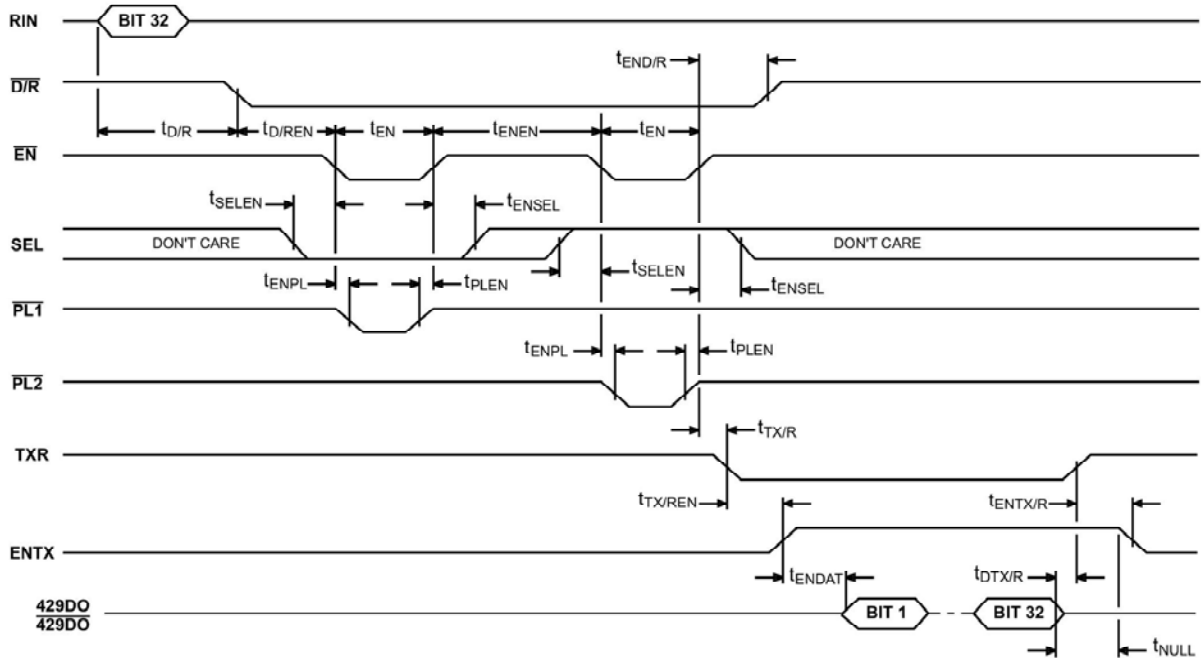 RIN
BIT 32
tEND/R
D/R
tD/R
tD/REN
tEN
tENEN
tEN
EN
tSELEN
tENSEL
SEL
DON'T CARE
DON'T CARE
tSELEN
tENPL
tPLEN
tENSEL
PL1
tENPL
tPLEN
PL2
tTX/R
TXR
tTX/REN
tENTX/R
ENTX
tENDAT
tDTX/R
429DO
429DO
BIT 1
BIT 32
tNULL